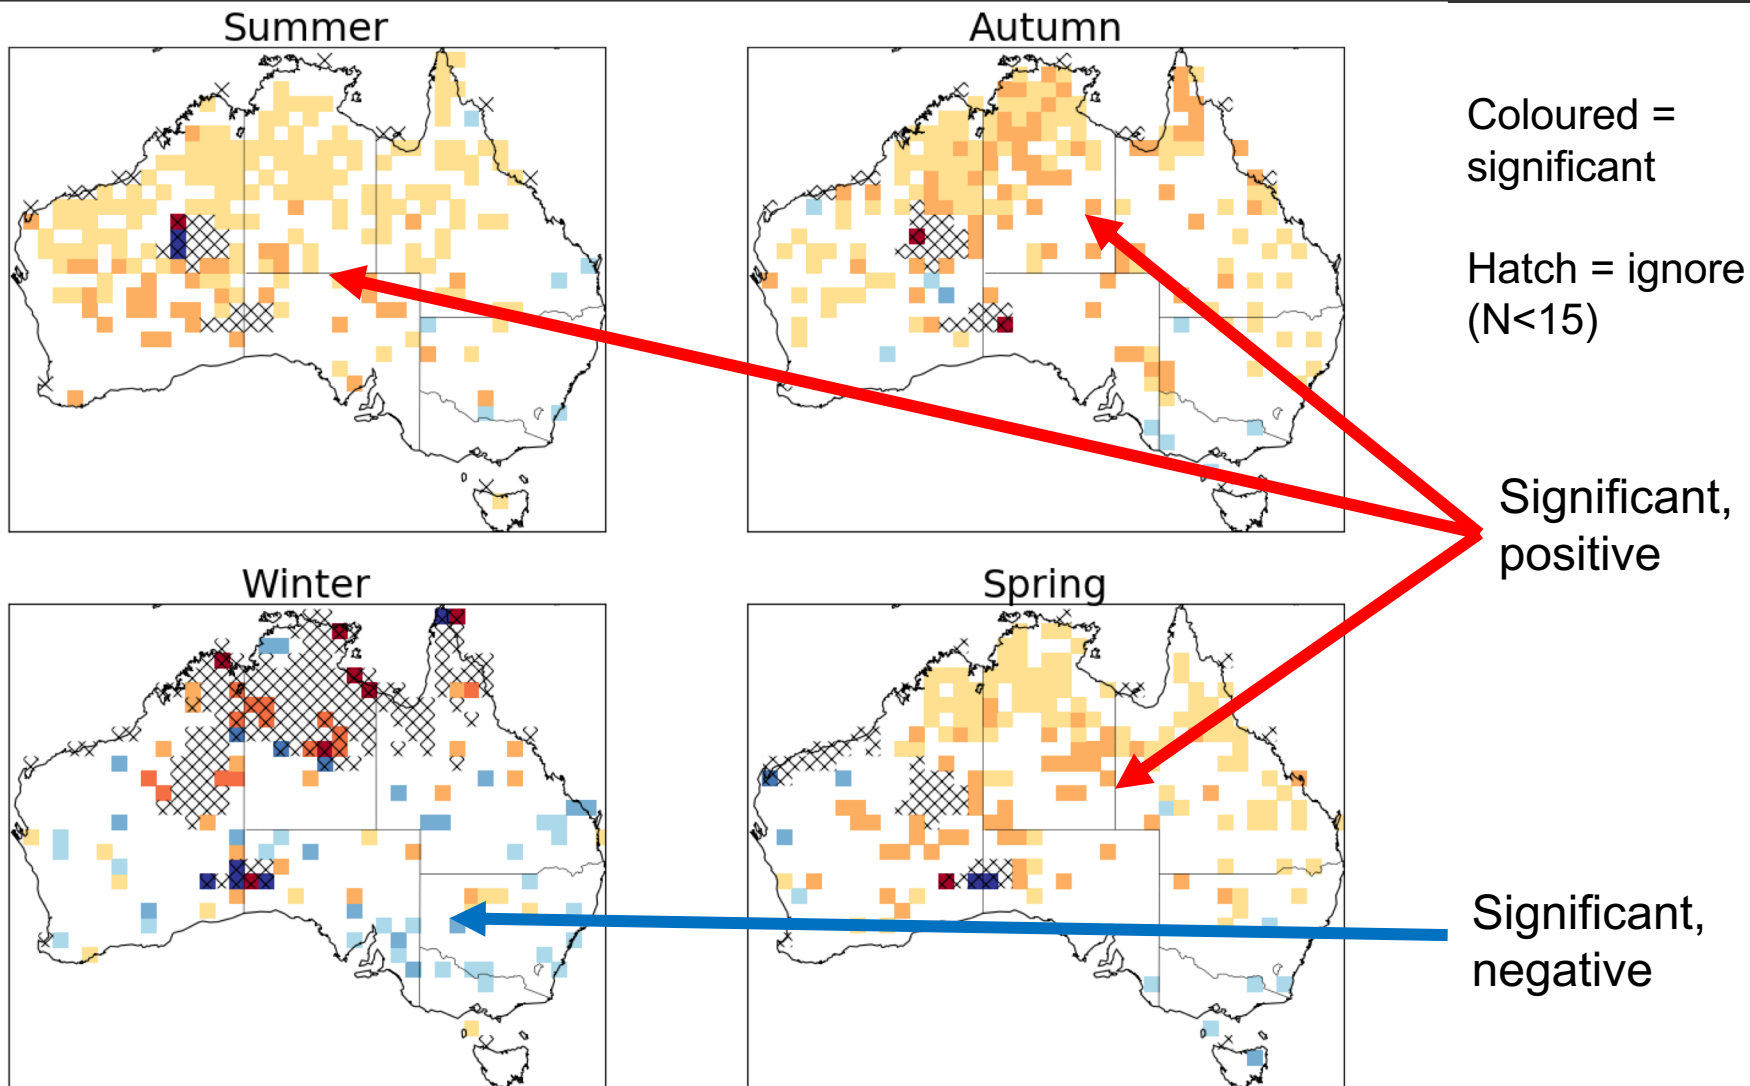 Summer
Autumn
Coloured =
significant
Hatch = ignore
(N<15)
Significant,
positive
Winter
Spring
Significant,
negative